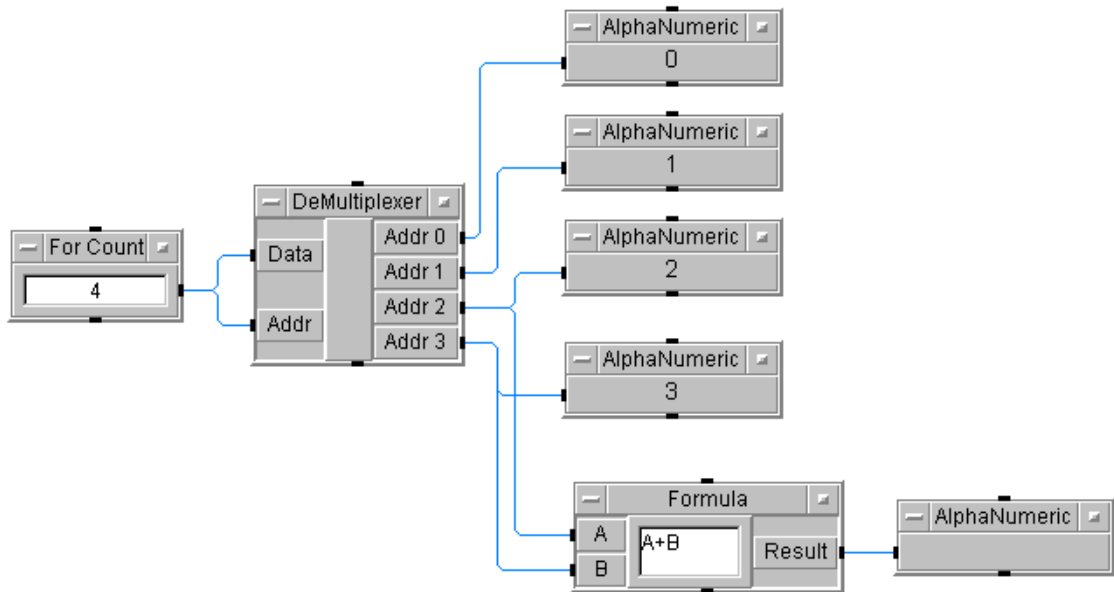 AlphaNumeric
0
AlphaNumeric
1
DeMultiplexer
Data
Addr
Addr 0
Addr 1
Addr 2
Addr 3
For Count
4
AlphaNumeric
2
AlphaNumeric
3
Formula
A
B
A+B
Result
AlphaNumeric